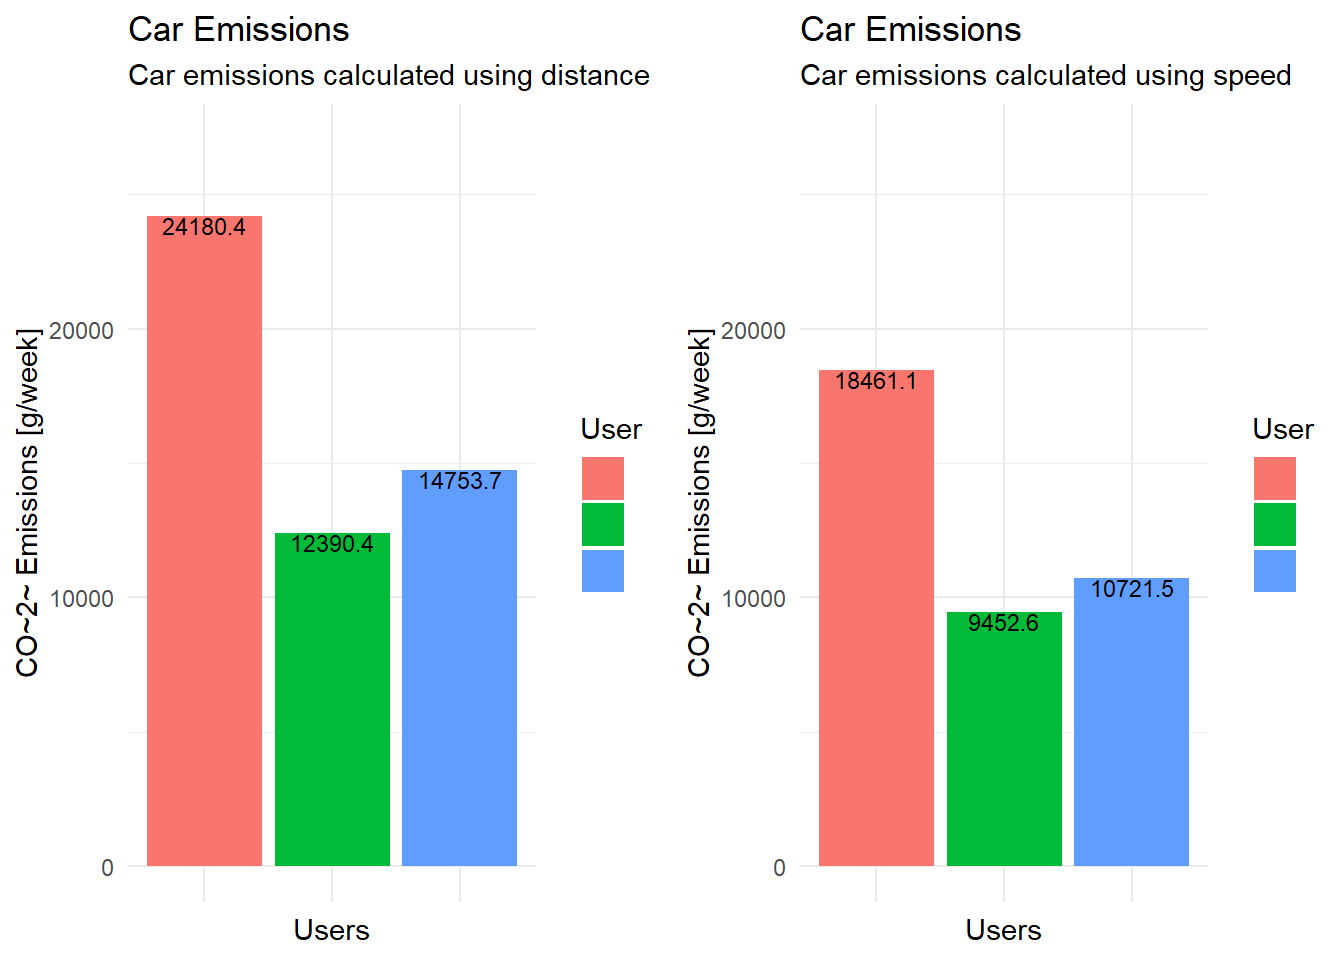 Car Emissions
Car emissions calculated using distance
CO~2~ Emissions [g/week]
20000
10000
0
24180.4
12390.4
14753.7
Users
User
Car Emissions
Car emissions calculated using speed
CO~2~ Emissions [g/week]
20000
10000
0
18461.1
9452.6
10721.5
Users
User